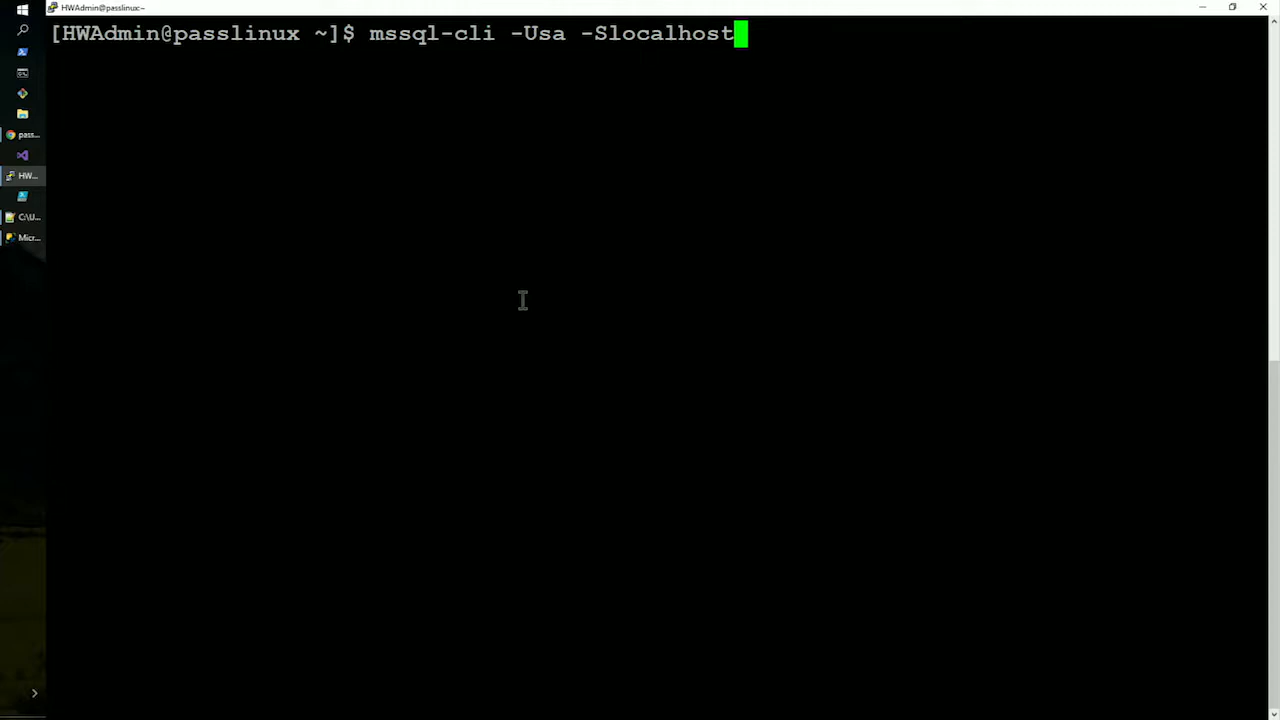 HWAdmin@passlinux:~
[HWAdmin@passlinux ~]$ mssql-cli -Usa -Slocalhost
pass...
HW...
C:\U...
Micr...